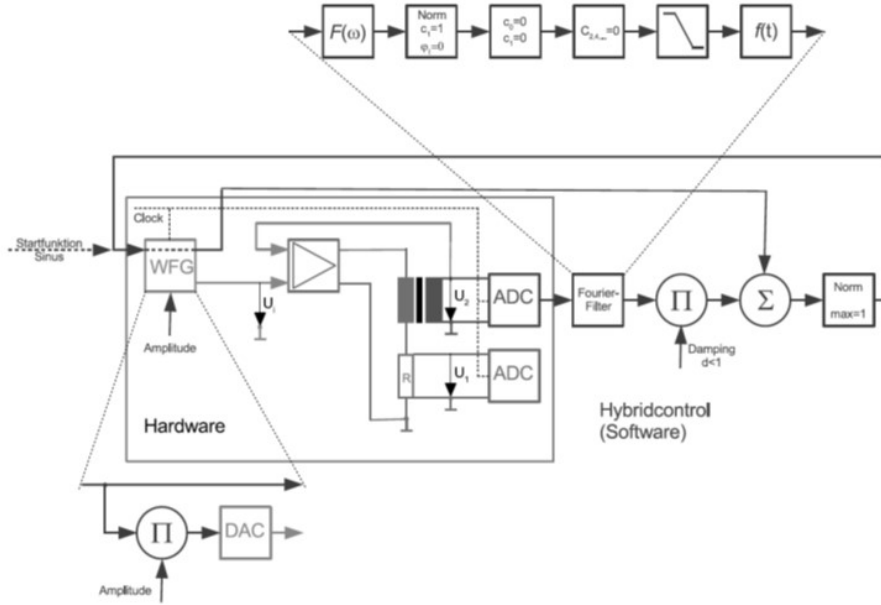 F(ω)
Norm
c₁=1
φ₁=0
c₀=0
c₁=0
C₂,₄,...=0
f(t)
Clock
Startfunktion
Sinus
WFG
Uᵢ
Amplitude
U₂
ADC
Fourier-
Filter
Π
Σ
Norm
max=1
Damping
d<1
R
U₁
ADC
Hardware
Hybridcontrol
(Software)
Π
DAC
Amplitude